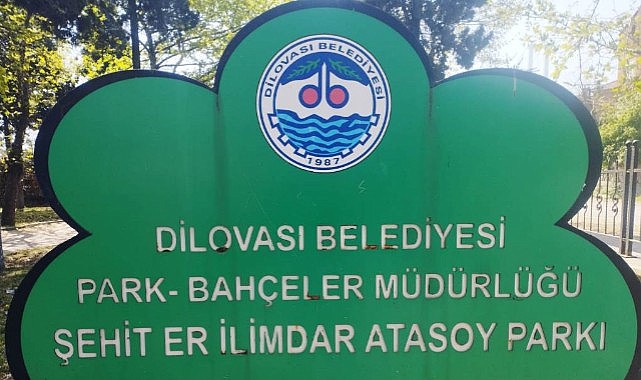 DİLOVASI BELEDİYESİ
1987
DİLOVASI BELEDİYESİ
PARK- BAHÇELER MÜDÜRLÜĞÜ
ŞEHİT ER İLİMDAR ATASOY PARKI